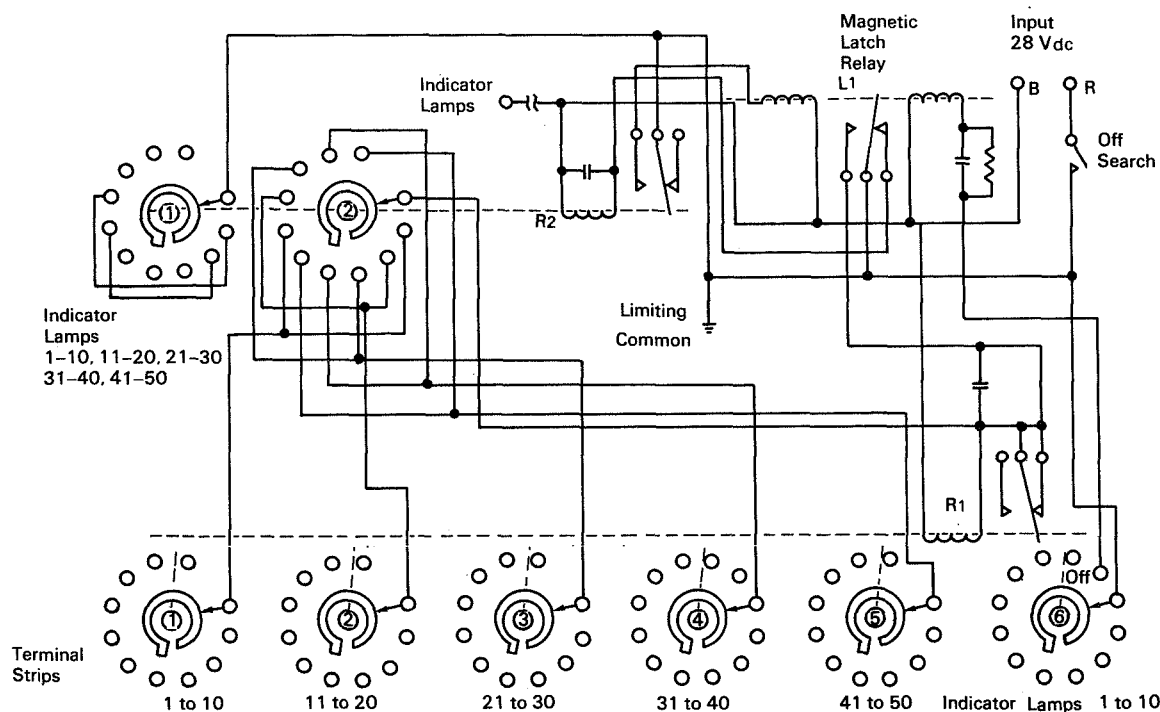 Magnetic
Latch
Relay
L1
Input
28 Vdc
B
R
Off
Search
Indicator
Lamps
1
2
R2
Limiting
Common
Indicator
Lamps
1–10, 11–20, 21–30
31–40, 41–50
R1
Off
1
2
3
4
5
6
Terminal
Strips
1 to 10
11 to 20
21 to 30
31 to 40
41 to 50
Indicator Lamps 1 to 10